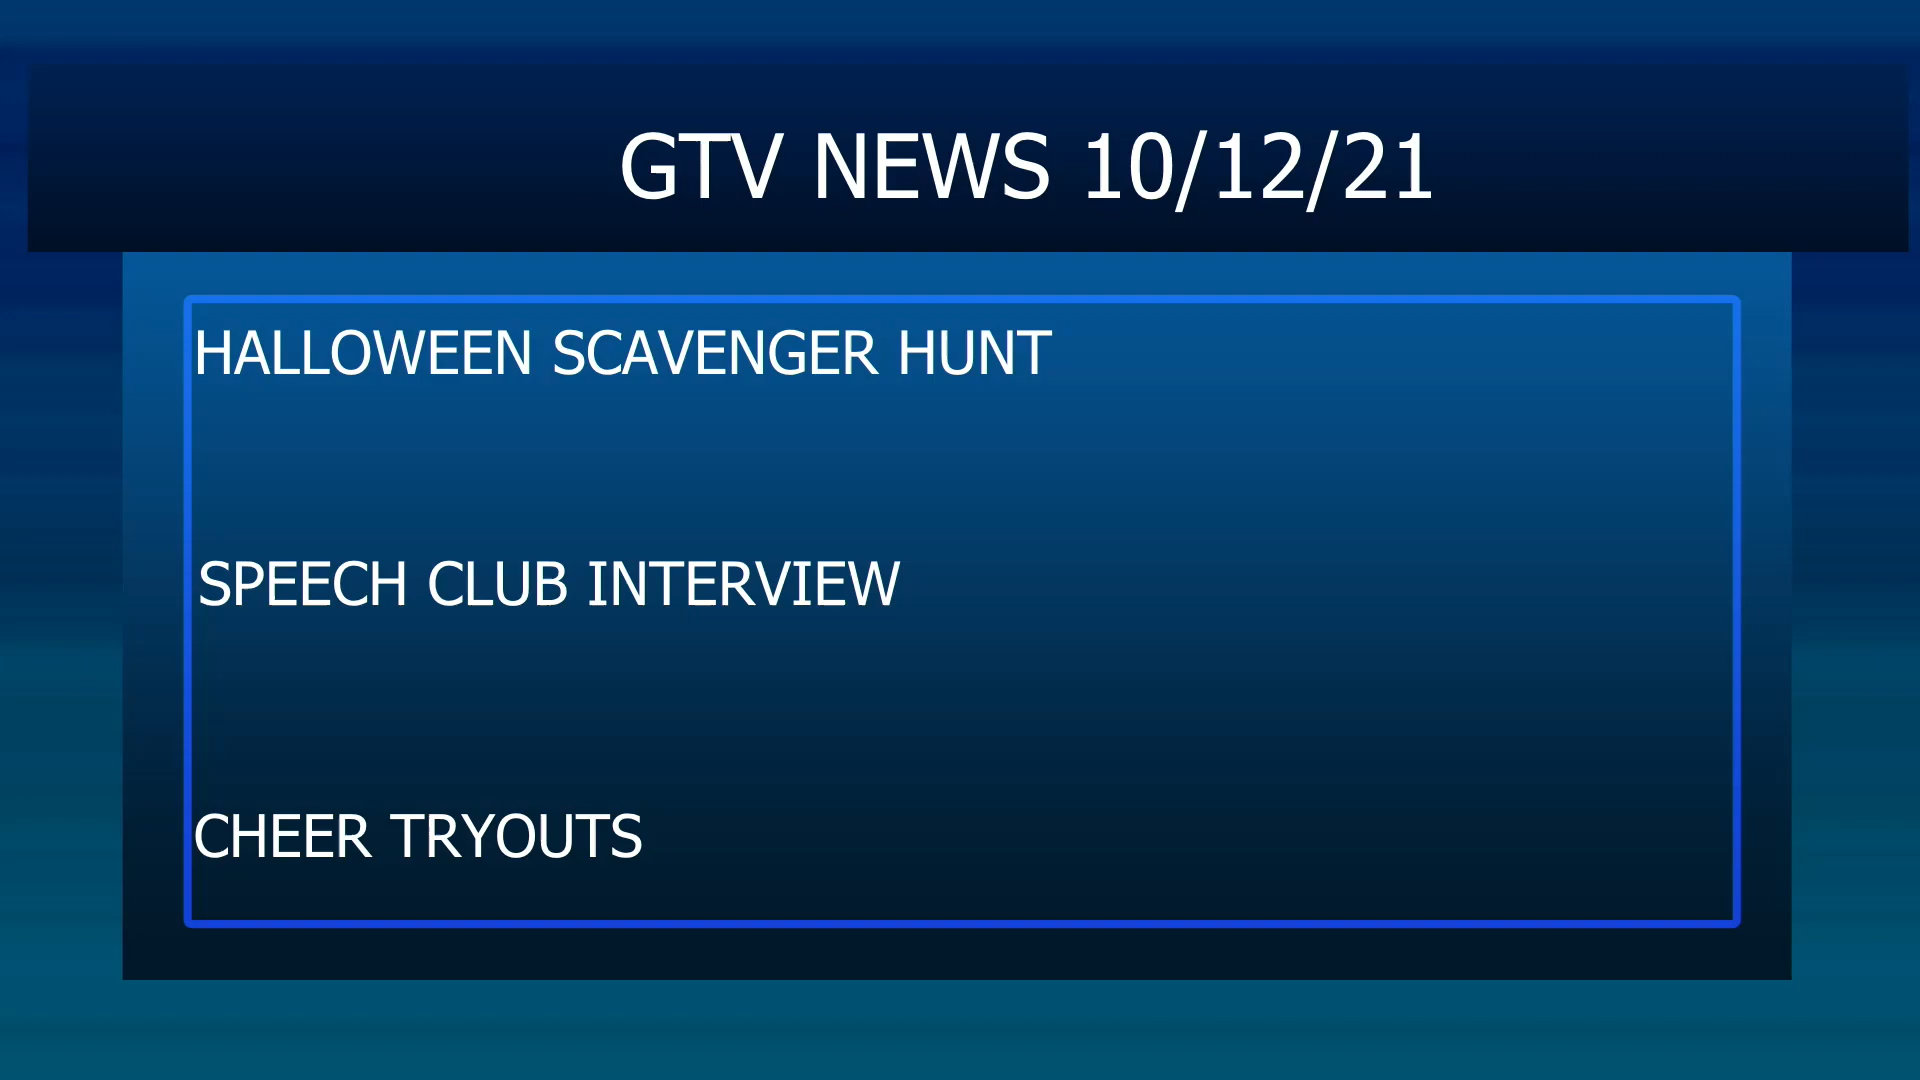 GTV NEWS 10/12/21
HALLOWEEN SCAVENGER HUNT
SPEECH CLUB INTERVIEW
CHEER TRYOUTS